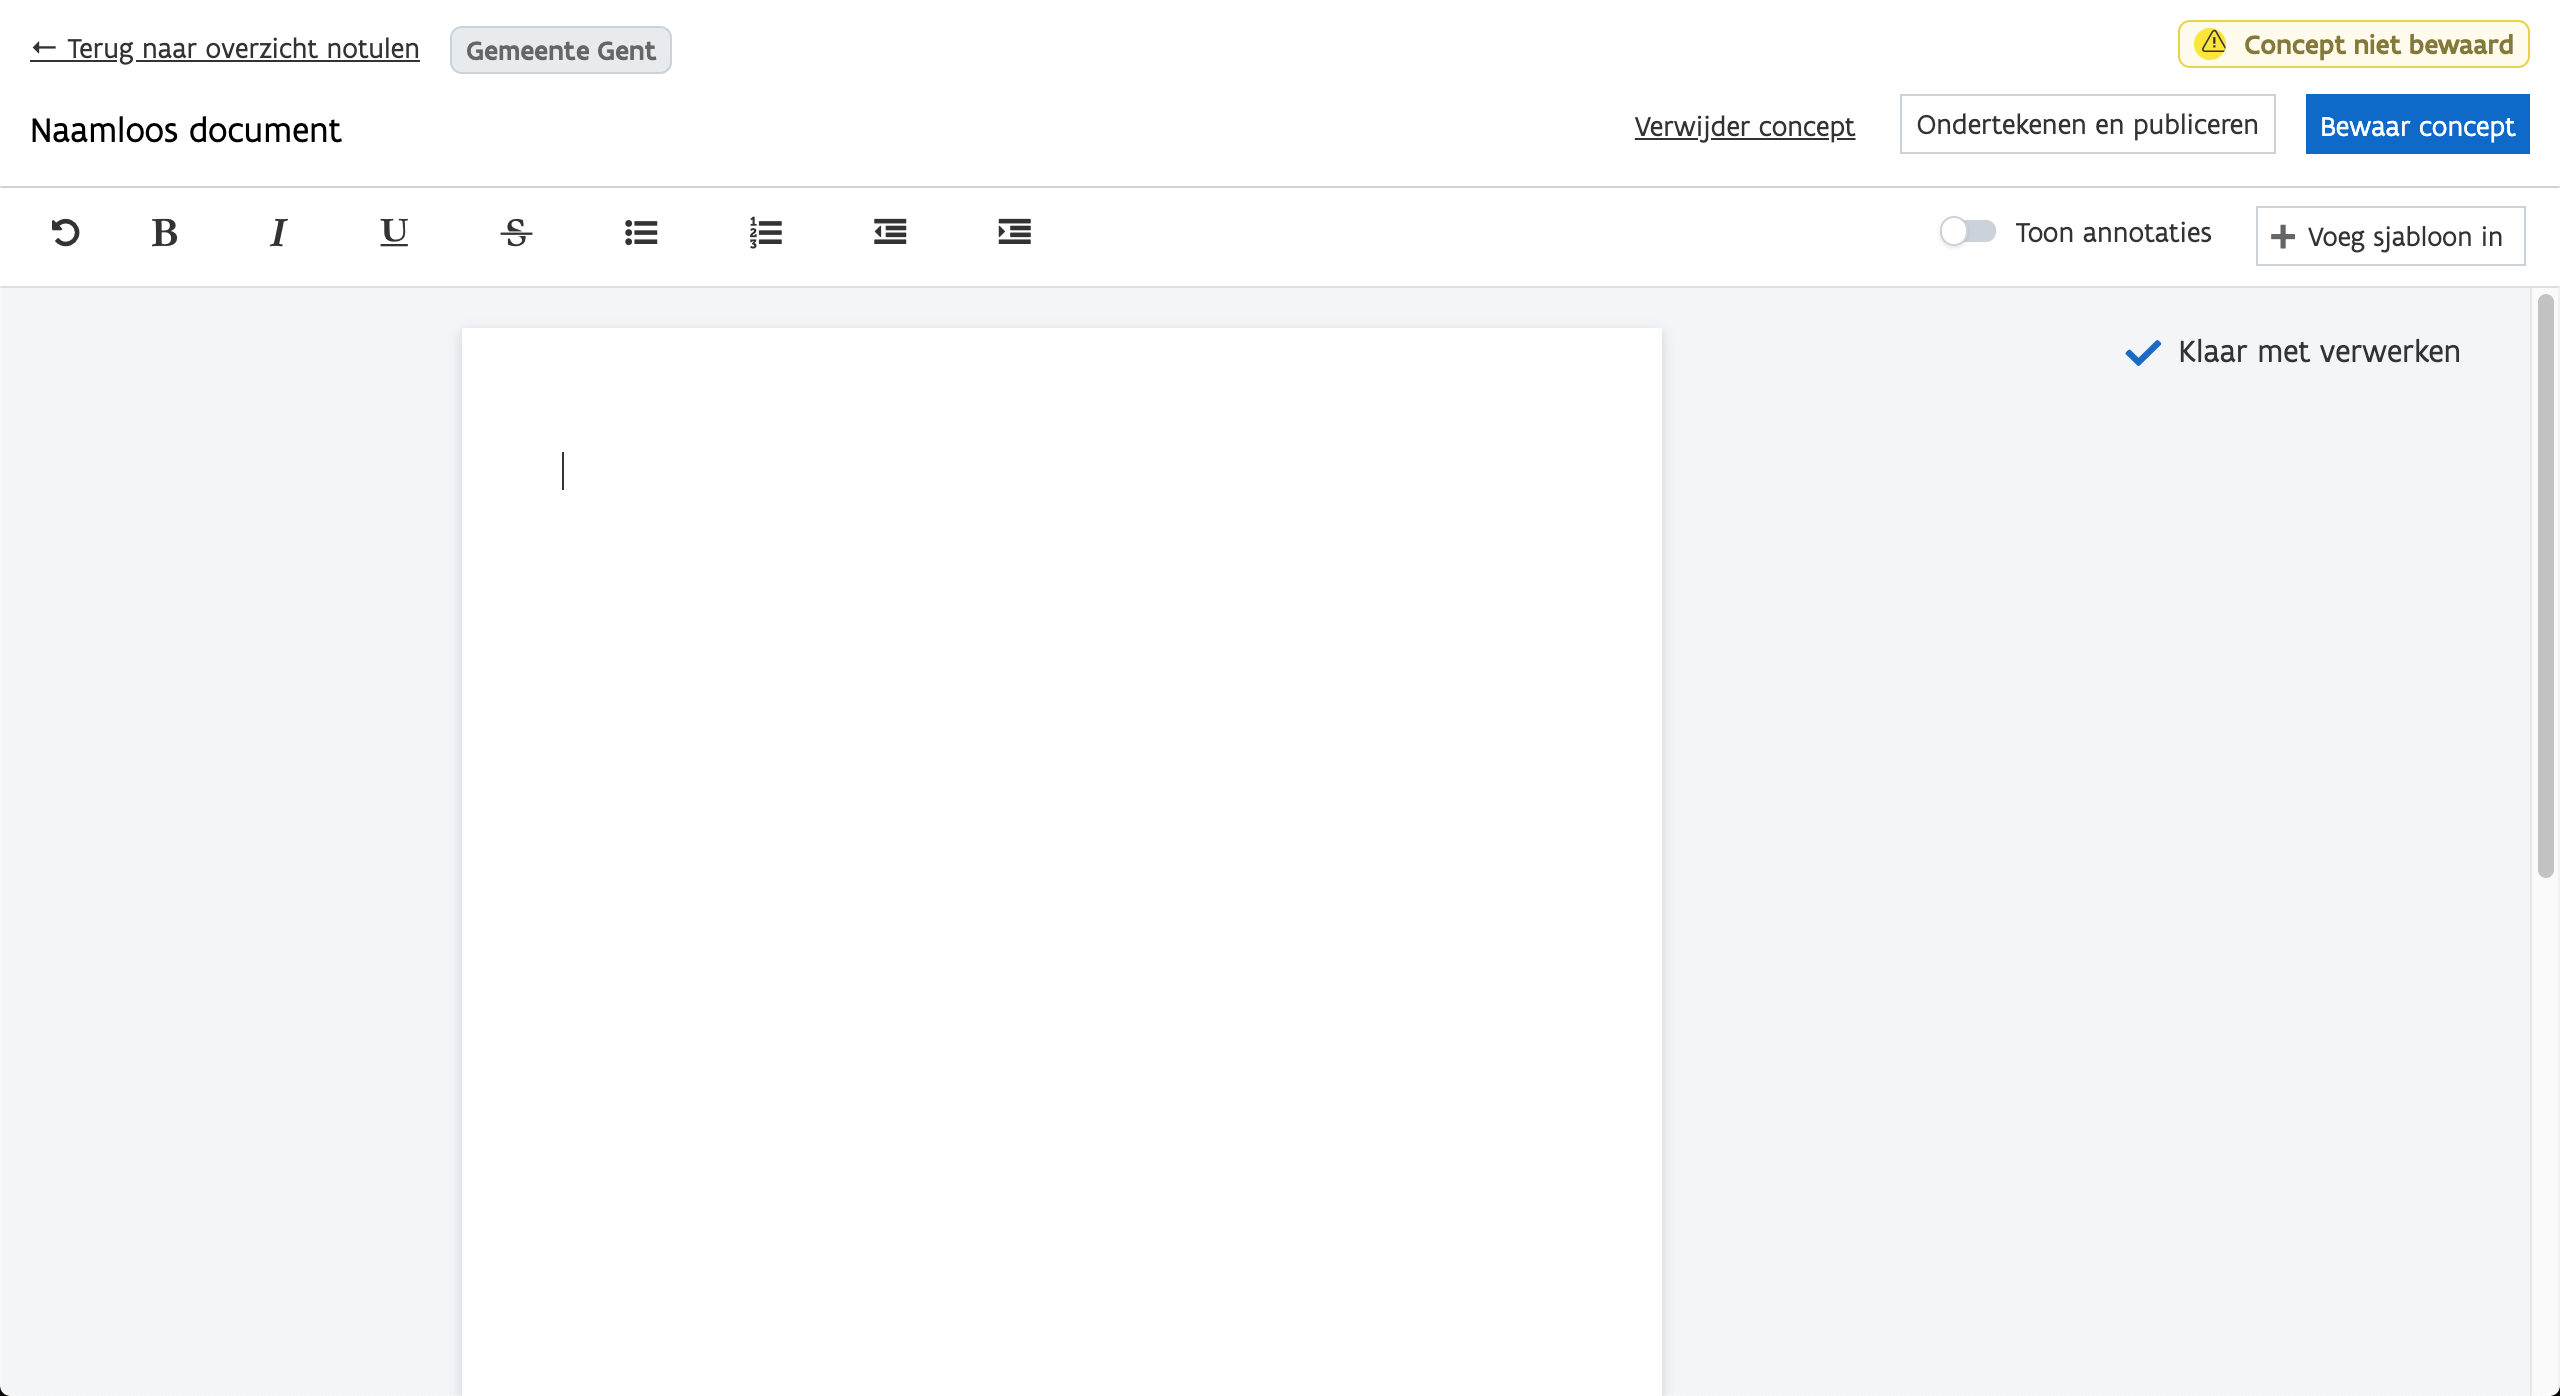 ← Terug naar overzicht notulen
Gemeente Gent
Concept niet bewaard
Naamloos document
Verwijder concept
Ondertekenen en publiceren
Bewaar concept
B I U S
Toon annotaties
Voeg sjabloon in
Klaar met verwerken